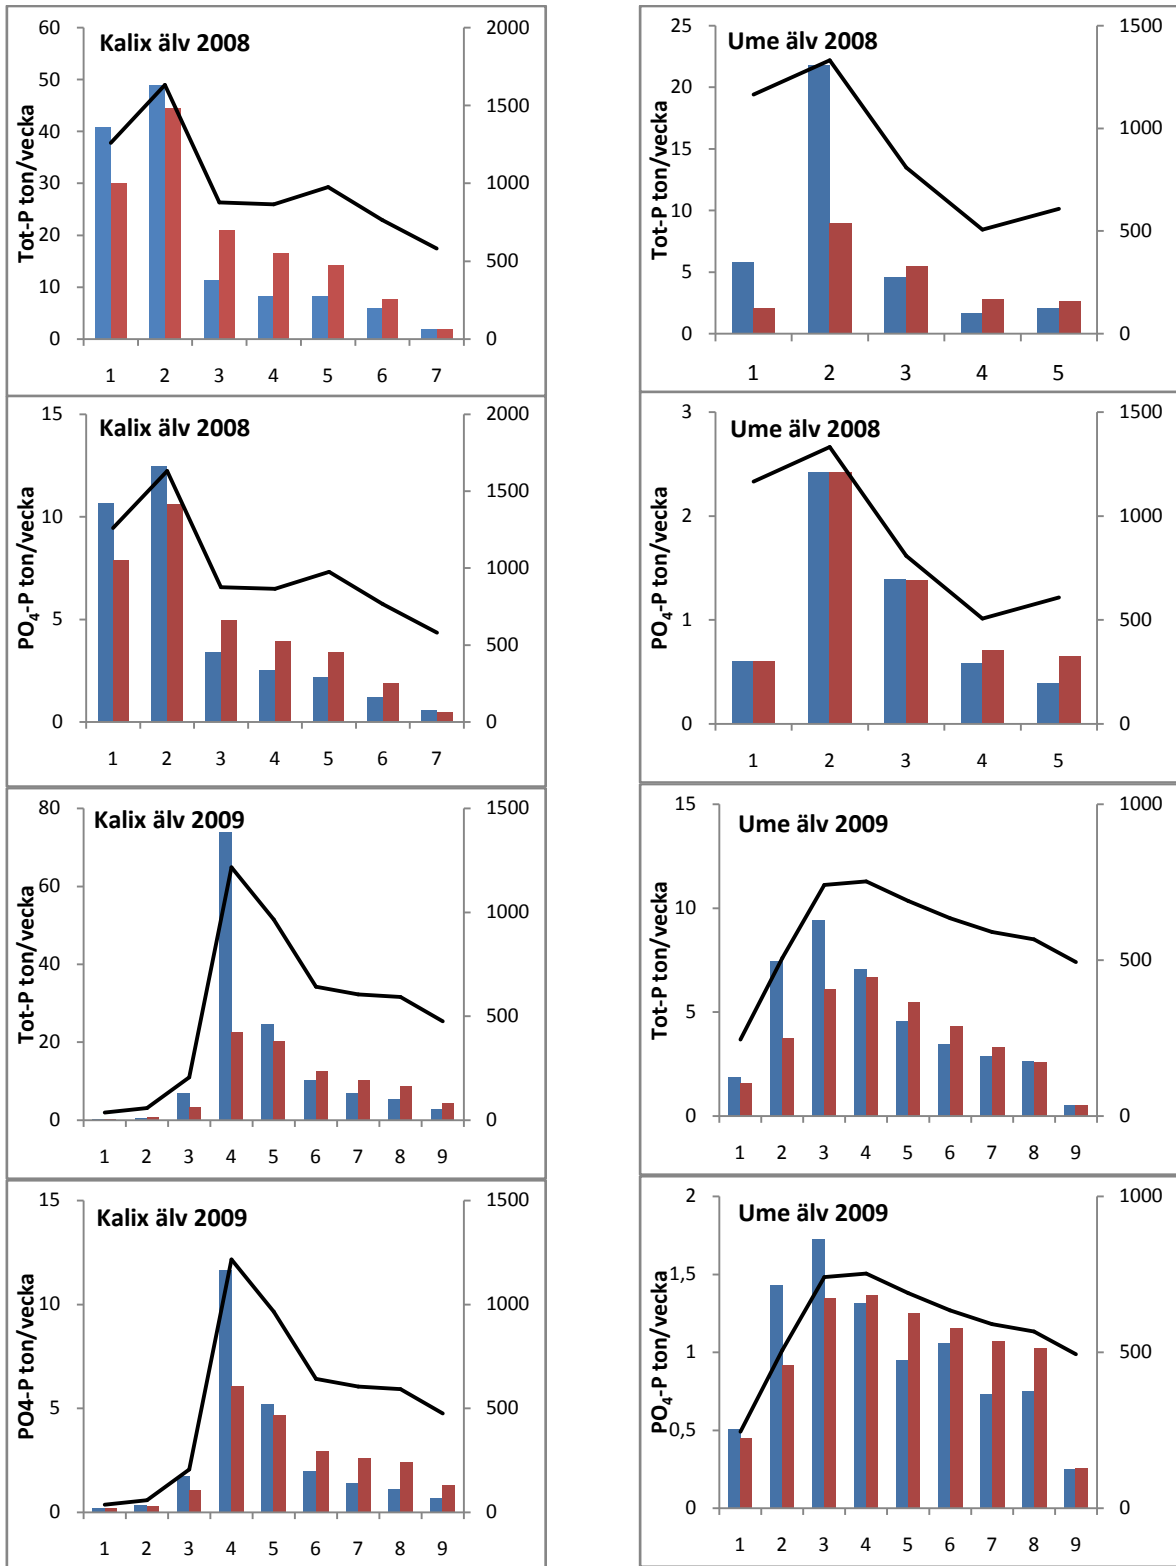 Kalix älv 2008
Tot-P ton/vecka
60
50
40
30
20
10
0
2000
1500
1000
500
0
1 2 3 4 5 6 7
Ume älv 2008
Tot-P ton/vecka
25
20
15
10
5
0
1500
1000
500
0
1 2 3 4 5
Kalix älv 2008
PO4-P ton/vecka
15
10
5
0
2000
1500
1000
500
0
1 2 3 4 5 6 7
Ume älv 2008
PO4-P ton/vecka
3
2
1
0
1500
1000
500
0
1 2 3 4 5
Kalix älv 2009
Tot-P ton/vecka
80
60
40
20
0
1500
1000
500
0
1 2 3 4 5 6 7 8 9
Ume älv 2009
Tot-P ton/vecka
15
10
5
0
1000
500
0
1 2 3 4 5 6 7 8 9
Kalix älv 2009
PO4-P ton/vecka
15
10
5
0
1500
1000
500
0
1 2 3 4 5 6 7 8 9
Ume älv 2009
PO4-P ton/vecka
2
1,5
1
0,5
0
1000
500
0
1 2 3 4 5 6 7 8 9